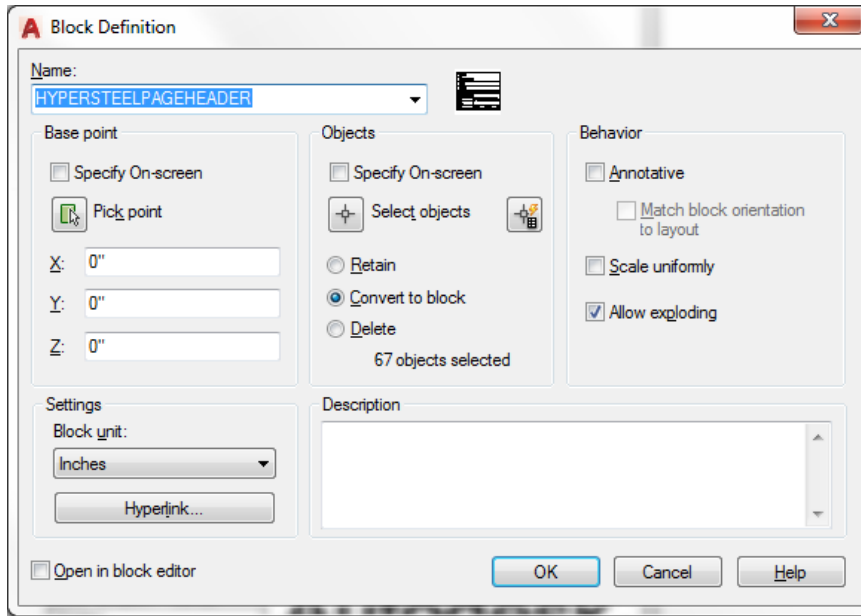 Block Definition
Name:
HYPERSTEELPAGEHEADER
Base point
Specify On-screen
Pick point
X: 0"
Y: 0"
Z: 0"
Objects
Specify On-screen
Select objects
Retain
Convert to block
Delete
67 objects selected
Behavior
Annotative
Match block orientation
to layout
Scale uniformly
Allow exploding
Settings
Block unit:
Inches
Hyperlink...
Description
Open in block editor
OK
Cancel
Help